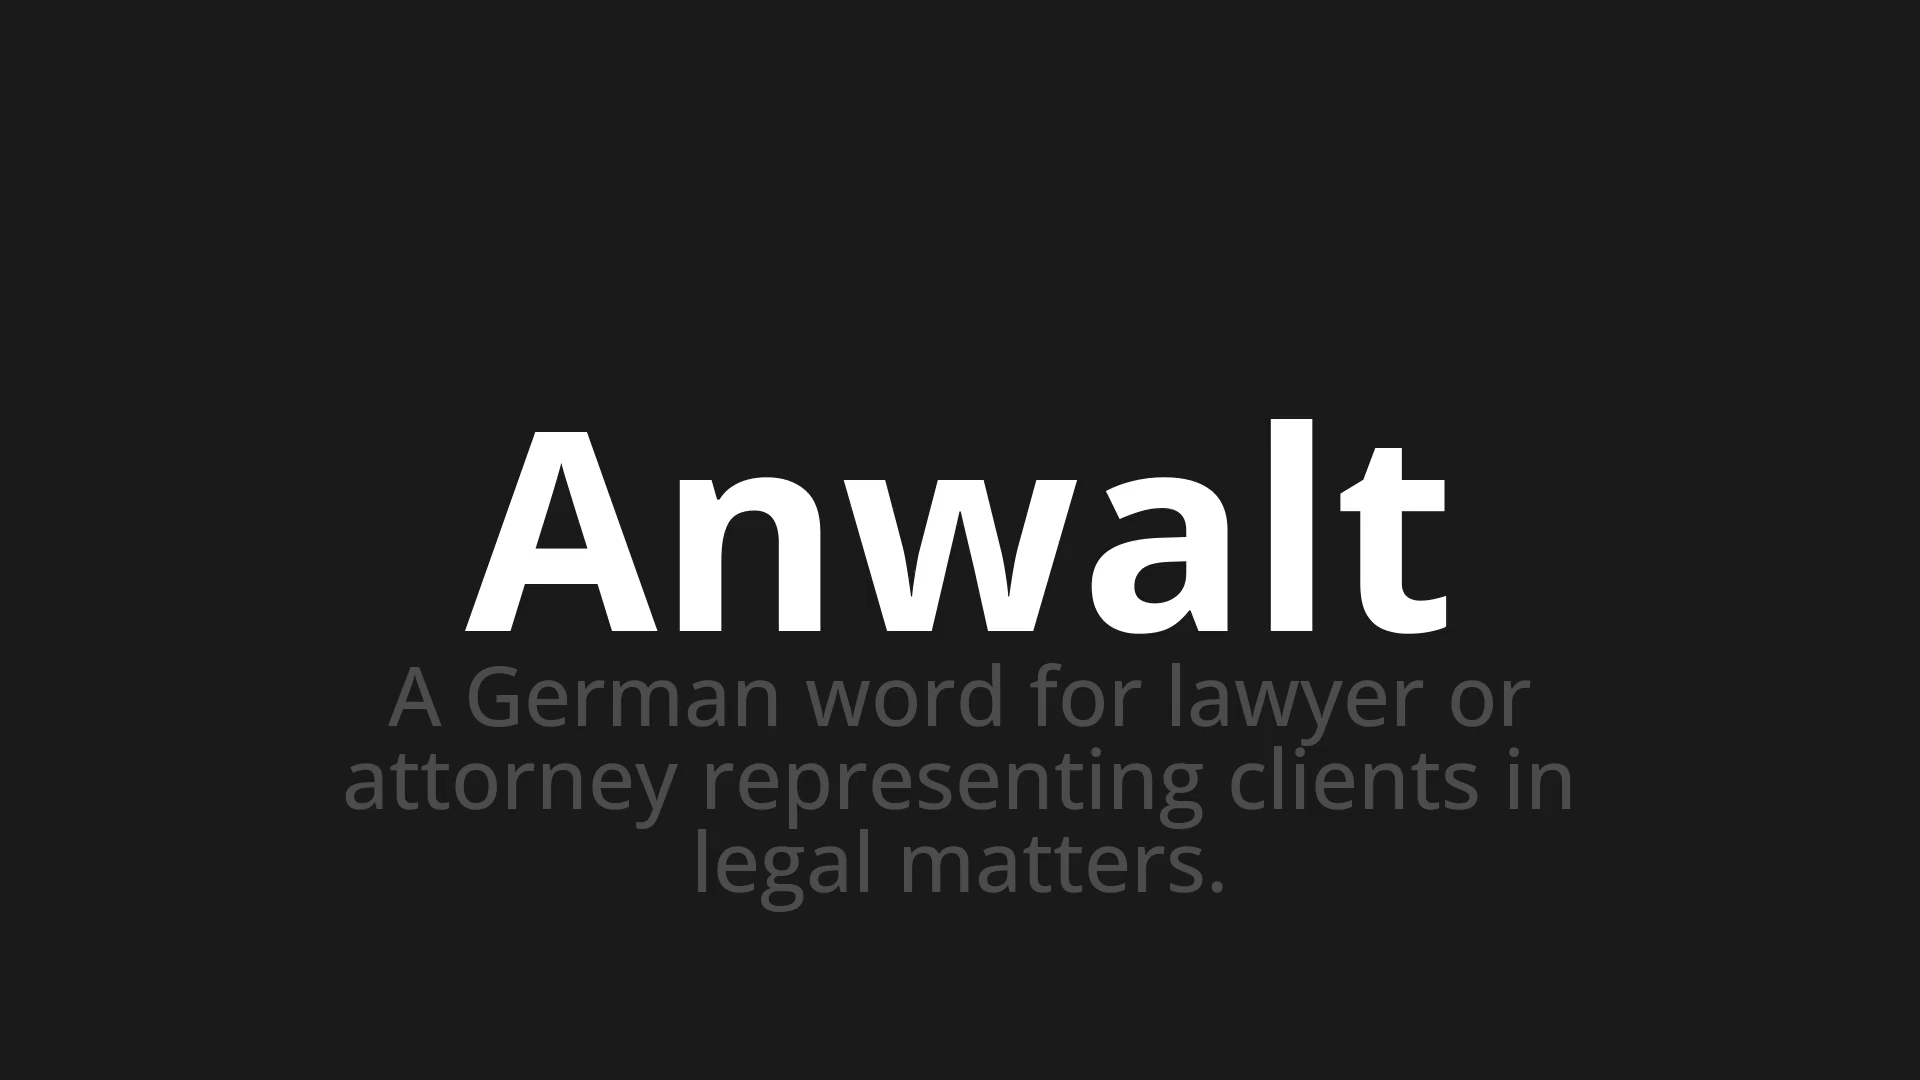 Anwalt
A German word for lawyer or
attorney representing clients in
legal matters.